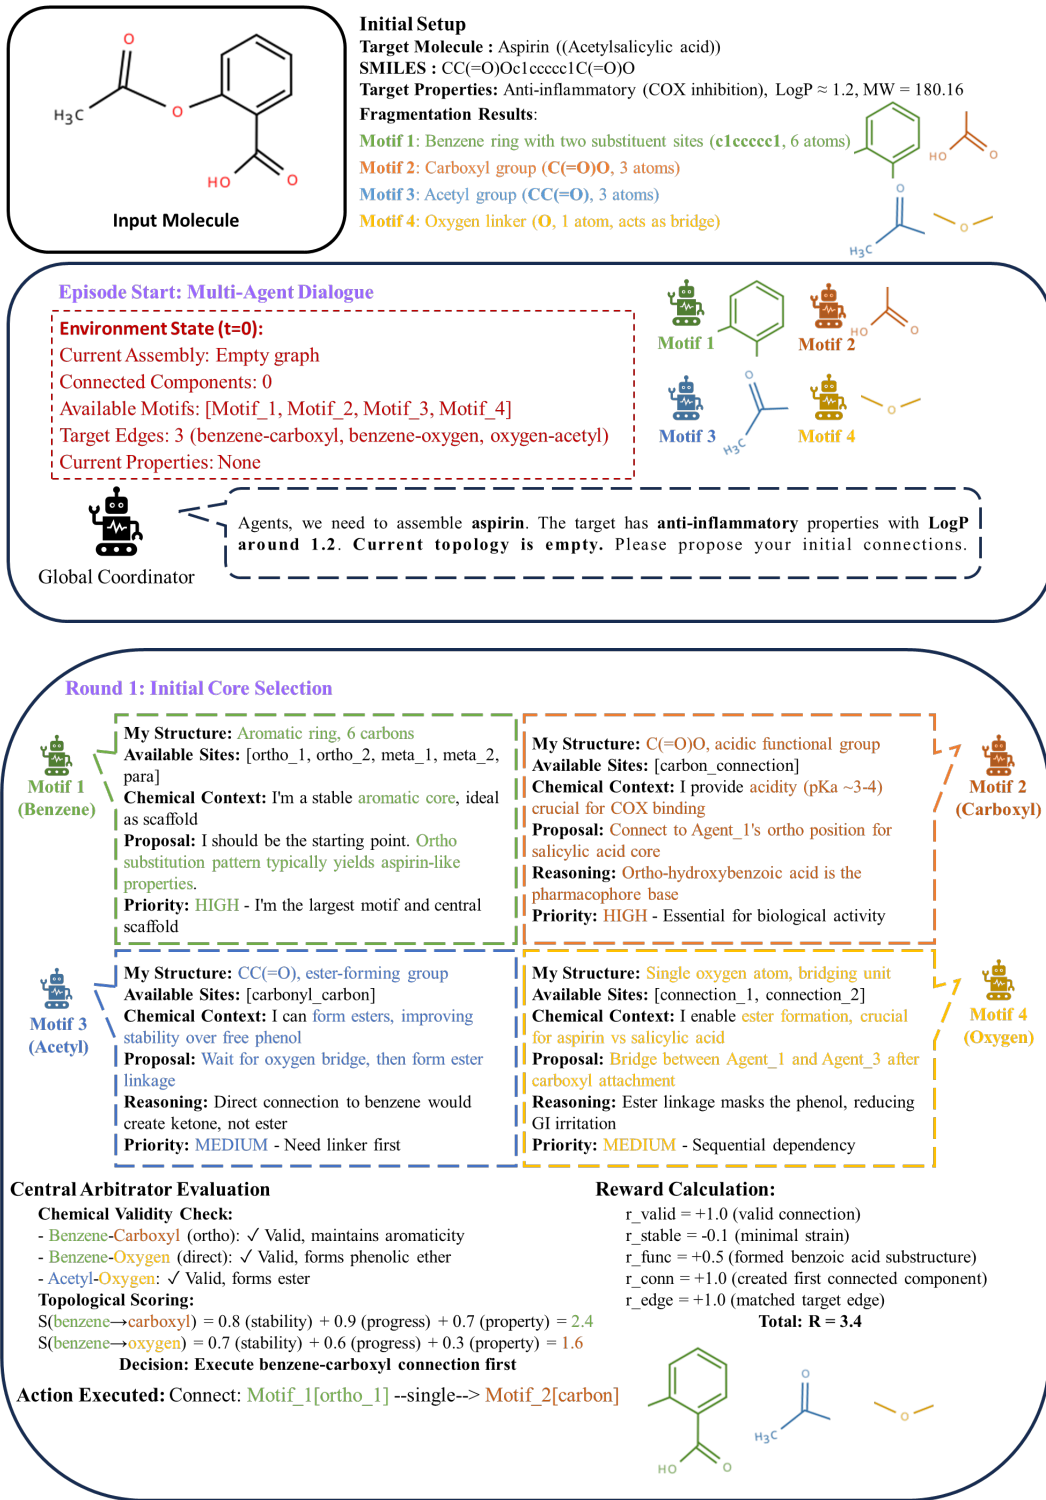 O
O
H₃C
HO
O
Input Molecule
Initial Setup
Target Molecule : Aspirin ((Acetylsalicylic acid))
SMILES : CC(=O)Oc1ccccc1C(=O)O
Target Properties: Anti-inflammatory (COX inhibition), LogP ≈ 1.2, MW = 180.16
Fragmentation Results:
Motif 1: Benzene ring with two substituent sites (c1ccccc1, 6 atoms)
Motif 2: Carboxyl group (C(=O)O, 3 atoms)
Motif 3: Acetyl group (CC(=O), 3 atoms)
Motif 4: Oxygen linker (O, 1 atom, acts as bridge)
HO
O
O
H₃C
O
Episode Start: Multi-Agent Dialogue
Environment State (t=0):
Current Assembly: Empty graph
Connected Components: 0
Available Motifs: [Motif_1, Motif_2, Motif_3, Motif_4]
Target Edges: 3 (benzene-carboxyl, benzene-oxygen, oxygen-acetyl)
Current Properties: None
Motif 1
Motif 2
HO
O
Motif 3
O
H₃C
Motif 4
O
Global Coordinator
Agents, we need to assemble aspirin. The target has anti-inflammatory properties with LogP
around 1.2. Current topology is empty. Please propose your initial connections.
Round 1: Initial Core Selection
Motif 1
(Benzene)
My Structure: Aromatic ring, 6 carbons
Available Sites: [ortho_1, ortho_2, meta_1, meta_2,
para]
Chemical Context: I'm a stable aromatic core, ideal
as scaffold
Proposal: I should be the starting point. Ortho
substitution pattern typically yields aspirin-like
properties.
Priority: HIGH - I'm the largest motif and central
scaffold
My Structure: C(=O)O, acidic functional group
Available Sites: [carbon_connection]
Chemical Context: I provide acidity (pKa ~3-4)
crucial for COX binding
Proposal: Connect to Agent_1's ortho position for
salicylic acid core
Reasoning: Ortho-hydroxybenzoic acid is the
pharmacophore base
Priority: HIGH - Essential for biological activity
Motif 2
(Carboxyl)
Motif 3
(Acetyl)
My Structure: CC(=O), ester-forming group
Available Sites: [carbonyl_carbon]
Chemical Context: I can form esters, improving
stability over free phenol
Proposal: Wait for oxygen bridge, then form ester
linkage
Reasoning: Direct connection to benzene would
create ketone, not ester
Priority: MEDIUM - Need linker first
My Structure: Single oxygen atom, bridging unit
Available Sites: [connection_1, connection_2]
Chemical Context: I enable ester formation, crucial
for aspirin vs salicylic acid
Proposal: Bridge between Agent_1 and Agent_3 after
carboxyl attachment
Reasoning: Ester linkage masks the phenol, reducing
GI irritation
Priority: MEDIUM - Sequential dependency
Motif 4
(Oxygen)
Central Arbitrator Evaluation
Chemical Validity Check:
- Benzene-Carboxyl (ortho): ✓ Valid, maintains aromaticity
- Benzene-Oxygen (direct): ✓ Valid, forms phenolic ether
- Acetyl-Oxygen: ✓ Valid, forms ester
Topological Scoring:
S(benzene→carboxyl) = 0.8 (stability) + 0.9 (progress) + 0.7 (property) = 2.4
S(benzene→oxygen) = 0.7 (stability) + 0.6 (progress) + 0.3 (property) = 1.6
Decision: Execute benzene-carboxyl connection first
Action Executed: Connect: Motif_1[ortho_1] --single--> Motif_2[carbon]
Reward Calculation:
r_valid = +1.0 (valid connection)
r_stable = -0.1 (minimal strain)
r_func = +0.5 (formed benzoic acid substructure)
r_conn = +1.0 (created first connected component)
r_edge = +1.0 (matched target edge)
Total: R = 3.4
HO
O
O
H₃C
O